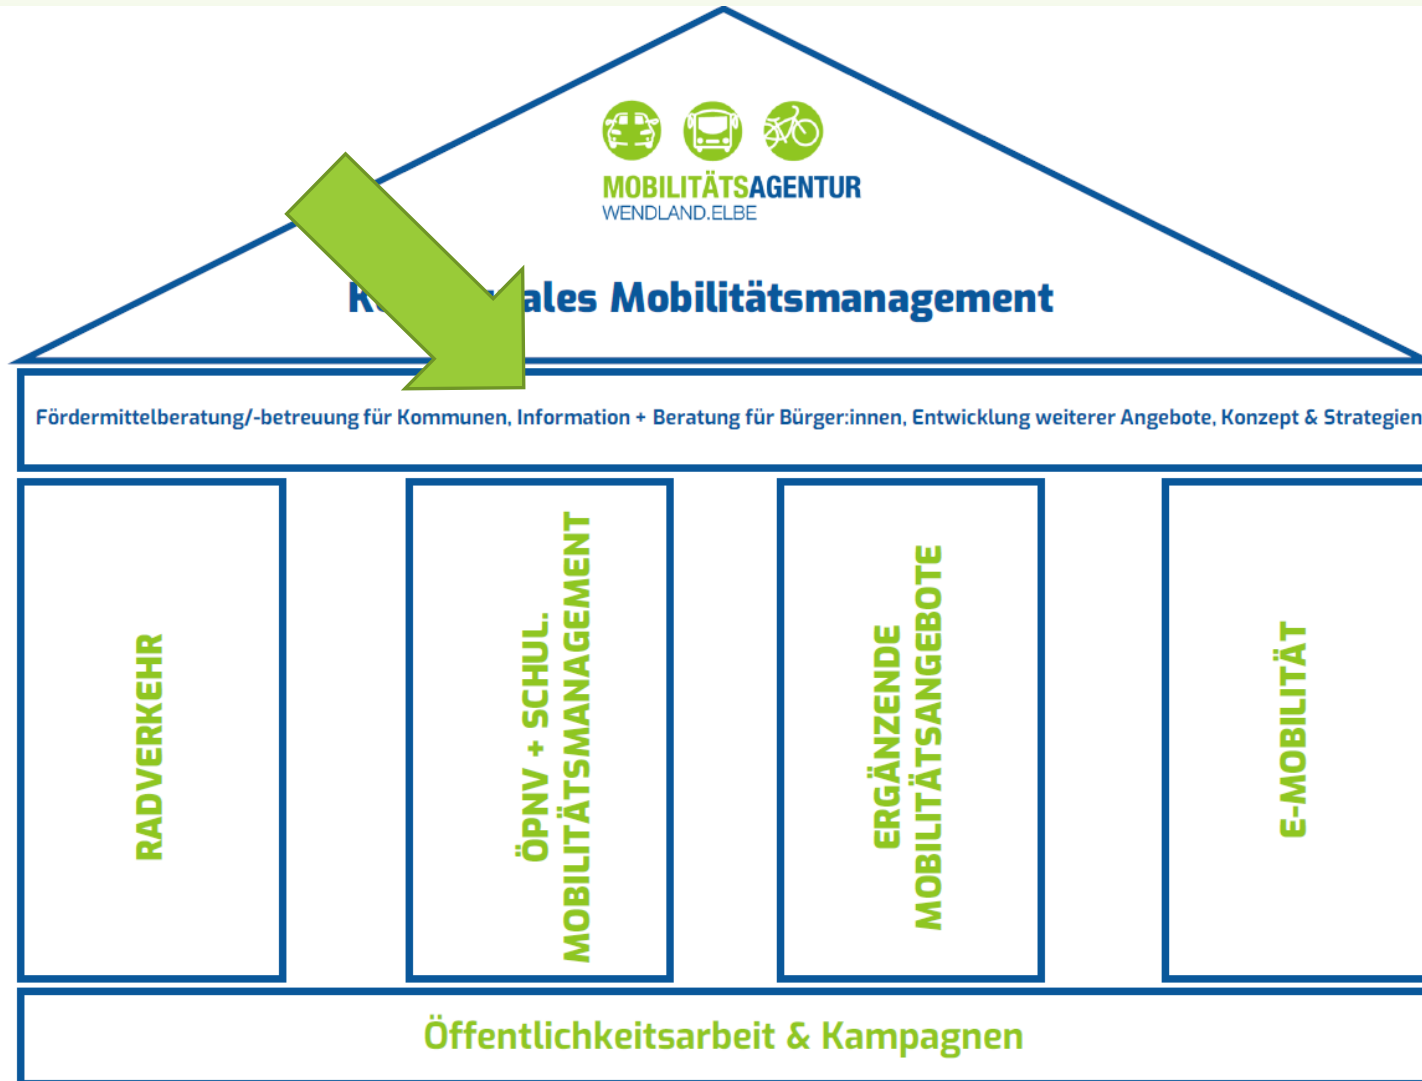 MOBILITÄTSAGENTUR
WENDLAND.ELBE
ales Mobilitätsmanagement
Fördermittelberatung/-betreuung für Kommunen, Information + Beratung für Bürger:innen, Entwicklung weiterer Angebote, Konzept & Strategien
RADVERKEHR
ÖPNV + SCHUL.
MOBILITÄTSMANAGEMENT
ERGÄNZENDE
MOBILITÄTSANGEBOTE
E-MOBILITÄT
Öffentlichkeitsarbeit & Kampagnen